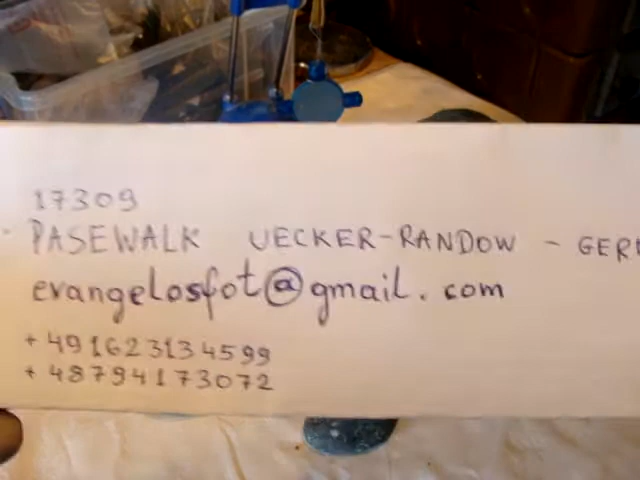 17309
PASEWALK UECKER-RANDOW - GER
evangelosfot@gmail.com
+491623134599
+48794173072